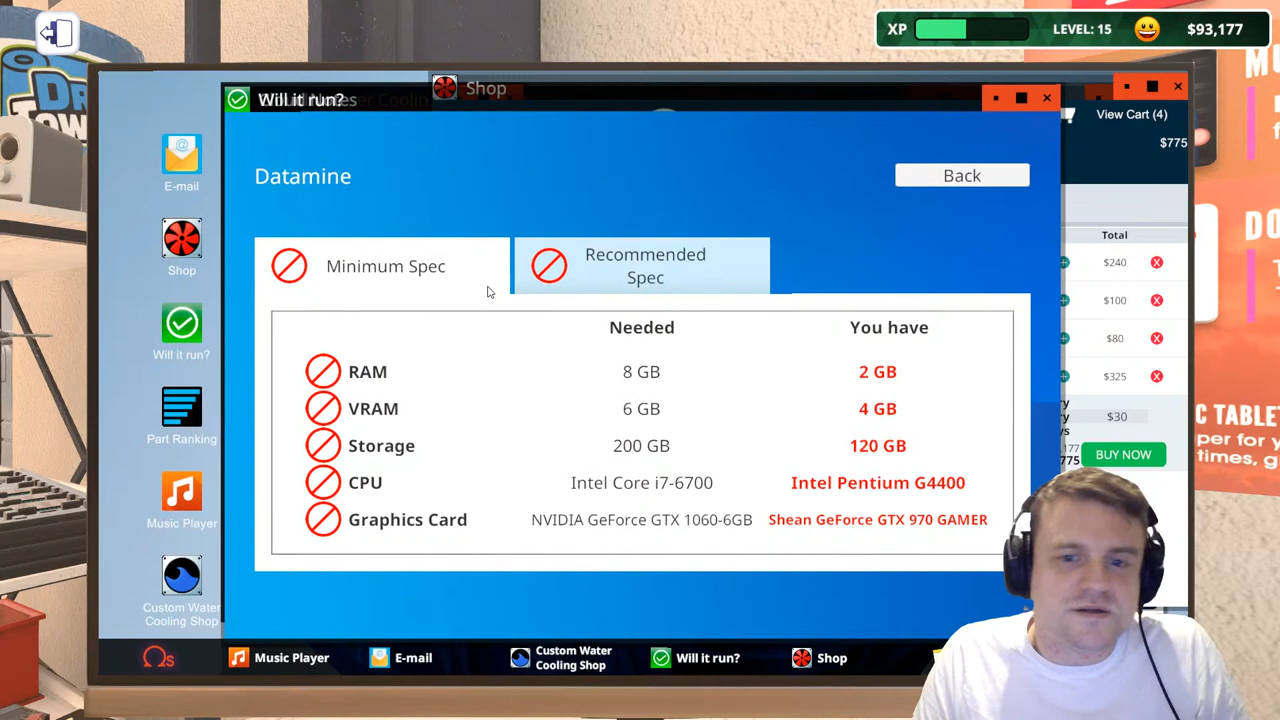 XP
LEVEL: 15
$93,177
Shop
Will it run?
View Cart (4)
$775
E-mail
Datamine
Back
Shop
Minimum Spec
Recommended
Spec
Total
$240
$100
$80
$325
Needed
You have
RAM
8 GB
2 GB
Will it run?
VRAM
6 GB
4 GB
$30
Part Ranking
Storage
200 GB
120 GB
BUY NOW
CPU
Intel Core i7-6700
Intel Pentium G4400
Music Player
Graphics Card
NVIDIA GeForce GTX 1060-6GB
Shean GeForce GTX 970 GAMER
Custom Water
Cooling Shop
Ωs
Music Player
E-mail
Custom Water
Cooling Shop
Will it run?
Shop